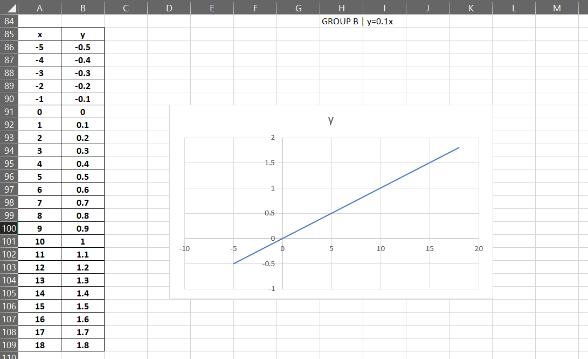 A B C D E F G H I J K L M
84 GROUP B | y=0.1x
85 x y
86 -5 -0.5
87 -4 -0.4
88 -3 -0.3
89 -2 -0.2
90 -1 -0.1
91 0 0
92 1 0.1
93 2 0.2
94 3 0.3
95 4 0.4
96 5 0.5
97 6 0.6
98 7 0.7
99 8 0.8
100 9 0.9
101 10 1
102 11 1.1
103 12 1.2
104 13 1.3
105 14 1.4
106 15 1.5
107 16 1.6
108 17 1.7
109 18 1.8
110
y
2
1.5
1
0.5
0
-10 -5 0 5 10 15 20
-0.5
-1